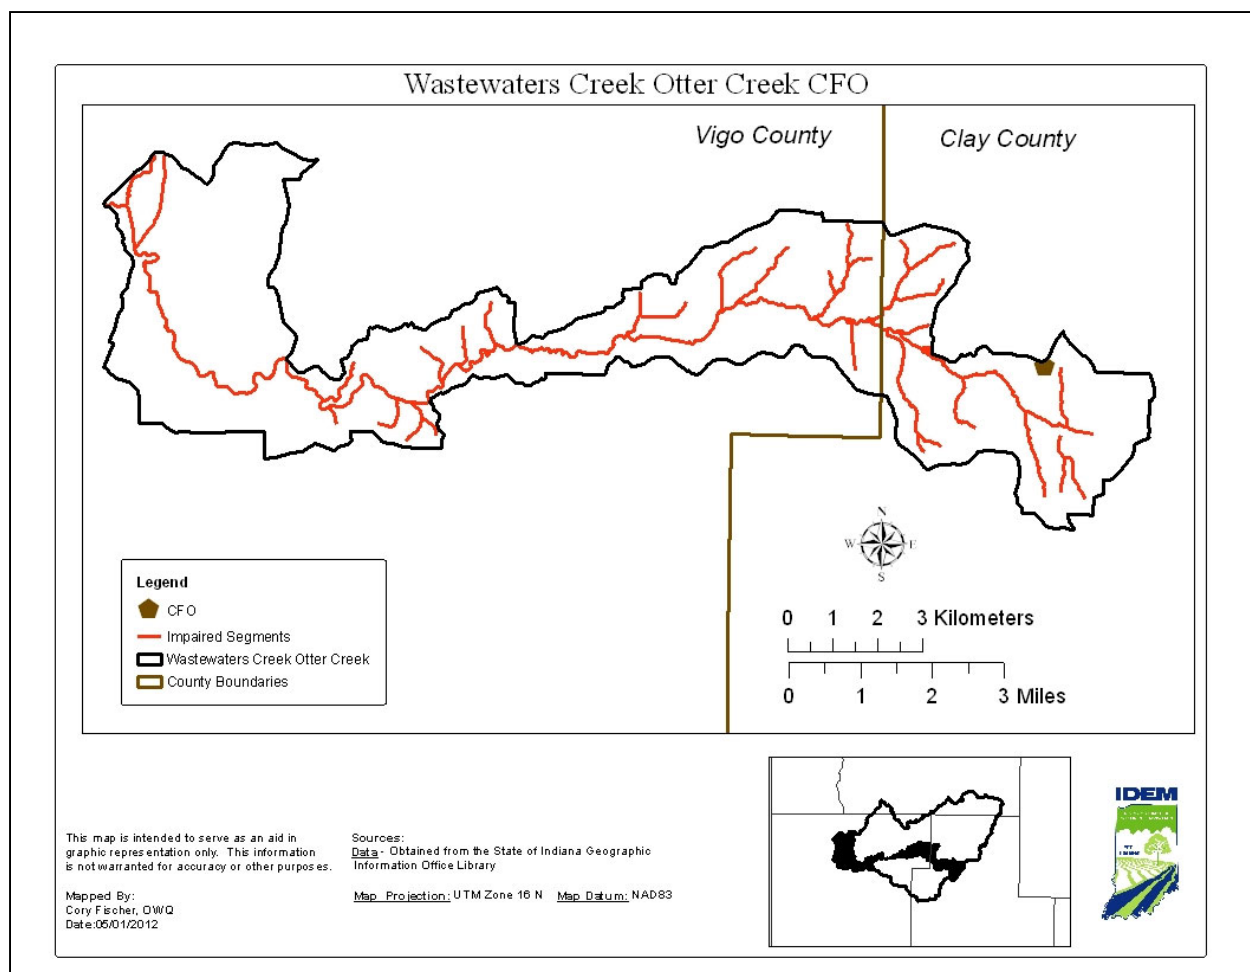 Wastewaters Creek Otter Creek CFO
Vigo County
Clay County
N
W E
S
Legend
CFO
Impaired Segments
Wastewaters Creek Otter Creek
County Boundaries
0 1 2 3 Kilometers
0 1 2 3 Miles
This map is intended to serve as an aid in
graphic representation only. This information
is not warranted for accuracy or other purposes.
Mapped By:
Cory Fischer, OWQ
Date:05/01/2012
Sources:
Data - Obtained from the State of Indiana Geographic
Information Office Library
Map Projection: UTM Zone 16 N Map Datum: NAD83
IDEM